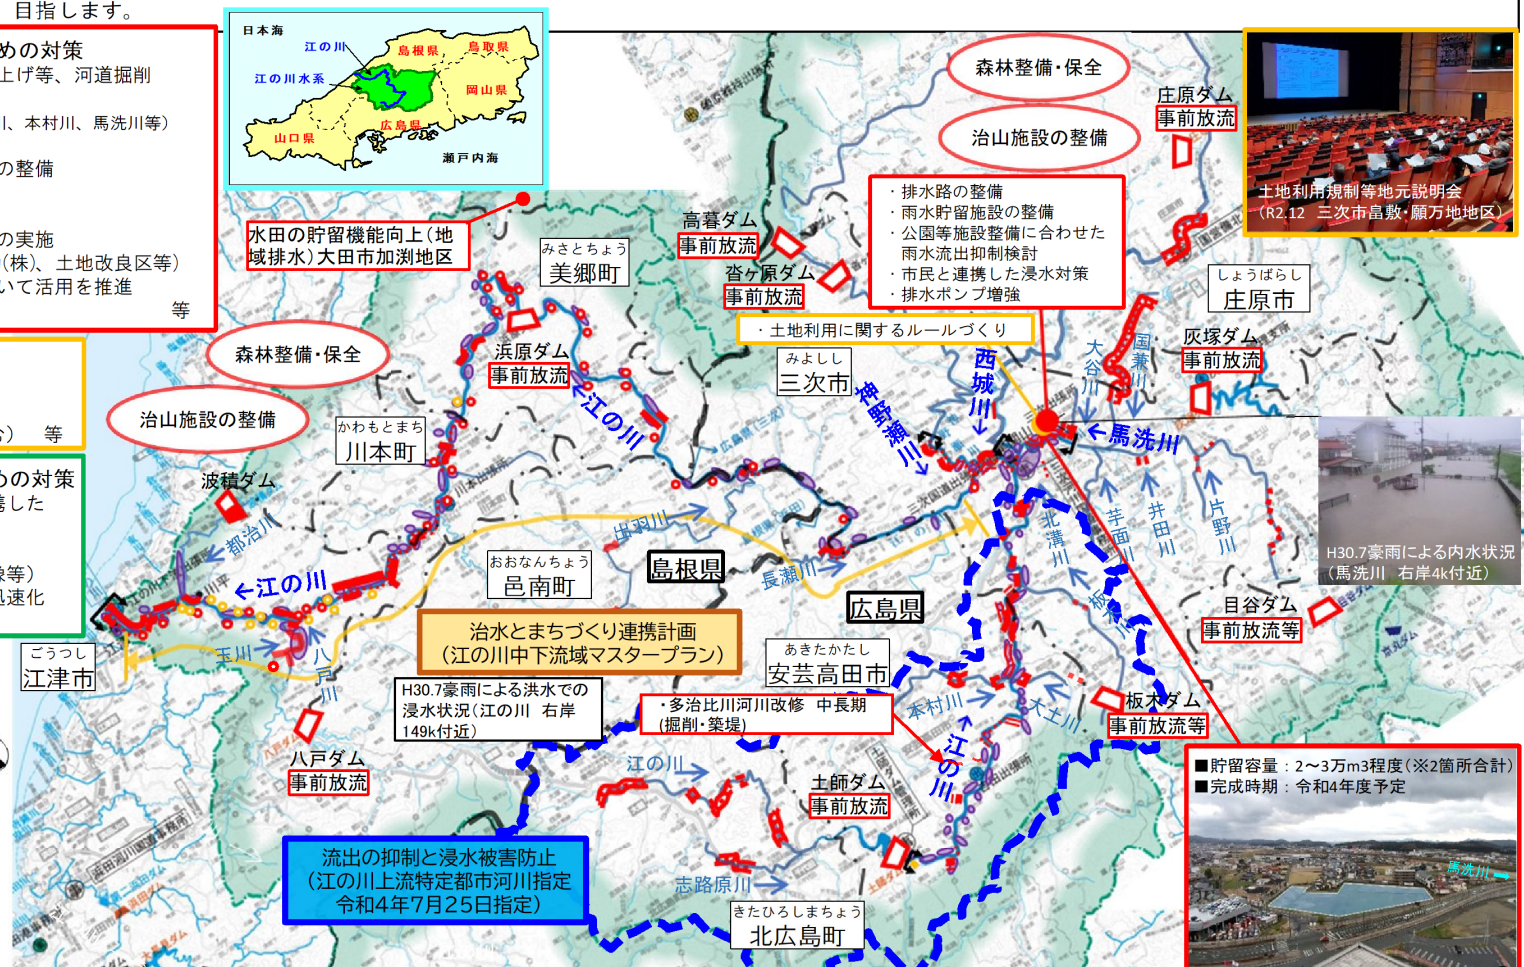 目指します。
めの対策
上げ等、河道掘削
川、本村川、馬洗川等）
の整備
の実施
(株)、土地改良区等）
いて活用を推進
等
等
めの対策
携した
象等）
迅速化
日本海
江の川
江の川水系
島根県
鳥取県
岡山県
広島県
山口県
瀬戸内海
水田の貯留機能向上（地
域排水）大田市加渕地区
みさとちょう
美郷町
森林整備・保全
治山施設の整備
高暮ダム
事前放流
沓ヶ原ダム
事前放流
森林整備・保全
治山施設の整備
・排水路の整備
・雨水貯留施設の整備
・公園等施設整備に合わせた
雨水流出抑制検討
・市民と連携した浸水対策
・排水ポンプ増強
・土地利用に関するルールづくり
庄原ダム
事前放流
土地利用規制等地元説明会
（R2.12　三次市畠敷・願万地地区）
しょうばらし
庄原市
灰塚ダム
事前放流
みよしし
三次市
浜原ダム
事前放流
江の川
かわもとまち
川本町
波積ダム
都治川
江の川
玉川
八戸川
ごうつし
江津市
おおなんちょう
邑南町
出羽川
島根県
長瀬川
広島県
神野瀬川
西城川
馬洗川
大谷川
国兼川
北溝川
芋面川
井田川
片野川
板木川
H30.7豪雨による内水状況
（馬洗川　右岸4k付近）
目谷ダム
事前放流等
治水とまちづくり連携計画
（江の川中下流域マスタープラン）
あきたかたし
安芸高田市
H30.7豪雨による洪水での
浸水状況（江の川　右岸
149k付近）
・多治比川河川改修　中長期
(掘削・築堤)
本村川
大土川
板木ダム
事前放流等
八戸ダム
事前放流
江の川
江の川
土師ダム
事前放流
志路原川
流出の抑制と浸水被害防止
（江の川上流特定都市河川指定
令和4年7月25日指定）
きたひろしまちょう
北広島町
■貯留容量：2～3万m3程度（※2箇所合計）
■完成時期：令和4年度予定
馬洗川